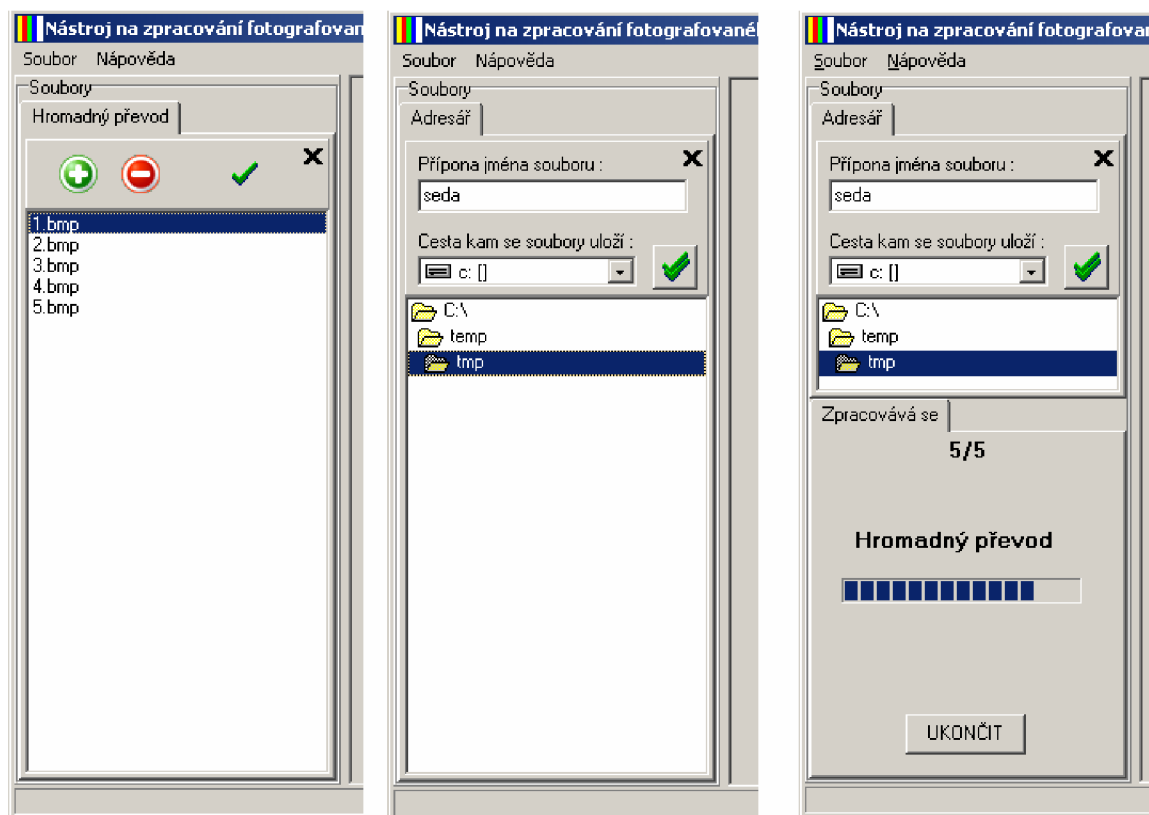 Nástroj na zpracování fotografovan
Soubor Nápověda
Soubory
Hromadný převod
1.bmp
2.bmp
3.bmp
4.bmp
5.bmp
Nástroj na zpracování fotografované
Soubor Nápověda
Soubory
Adresář
Přípona jména souboru :
seda
Cesta kam se soubory uloží :
c: []
C:\
temp
tmp
Nástroj na zpracování fotografovan
Soubor Nápověda
Soubory
Adresář
Přípona jména souboru :
seda
Cesta kam se soubory uloží :
c: []
C:\
temp
tmp
Zpracovává se
5/5
Hromadný převod
UKONČIT